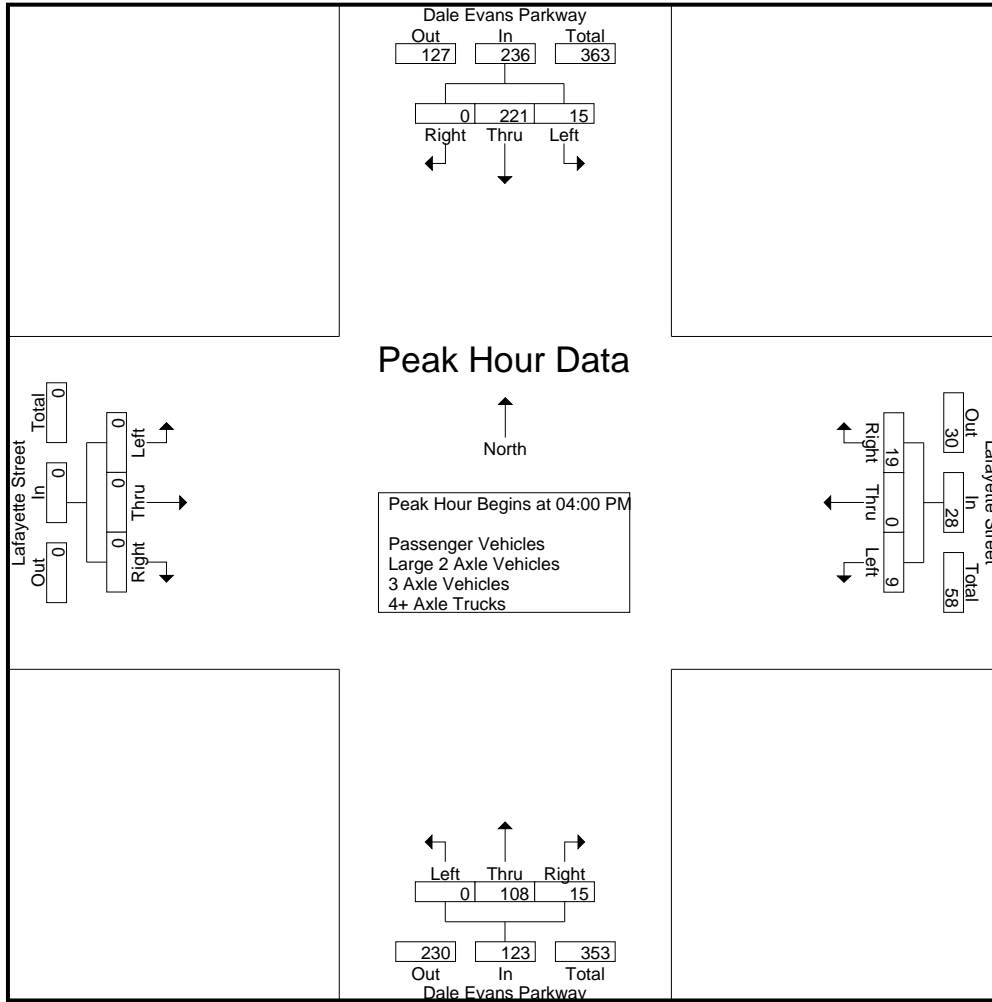 Dale Evans Parkway
Out In Total
127 236 363
0 221 15
Right Thru Left
Peak Hour Data
North
Peak Hour Begins at 04:00 PM
Passenger Vehicles
Large 2 Axle Vehicles
3 Axle Vehicles
4+ Axle Trucks
Lafayette Street
Total In Out
0 0 0
0 0 0
Left Thru Right
Right Thru Left
19 0 9
30 28 58
Out In Total
Lafayette Street
Left Thru Right
0 108 15
230 123 353
Out In Total
Dale Evans Parkway